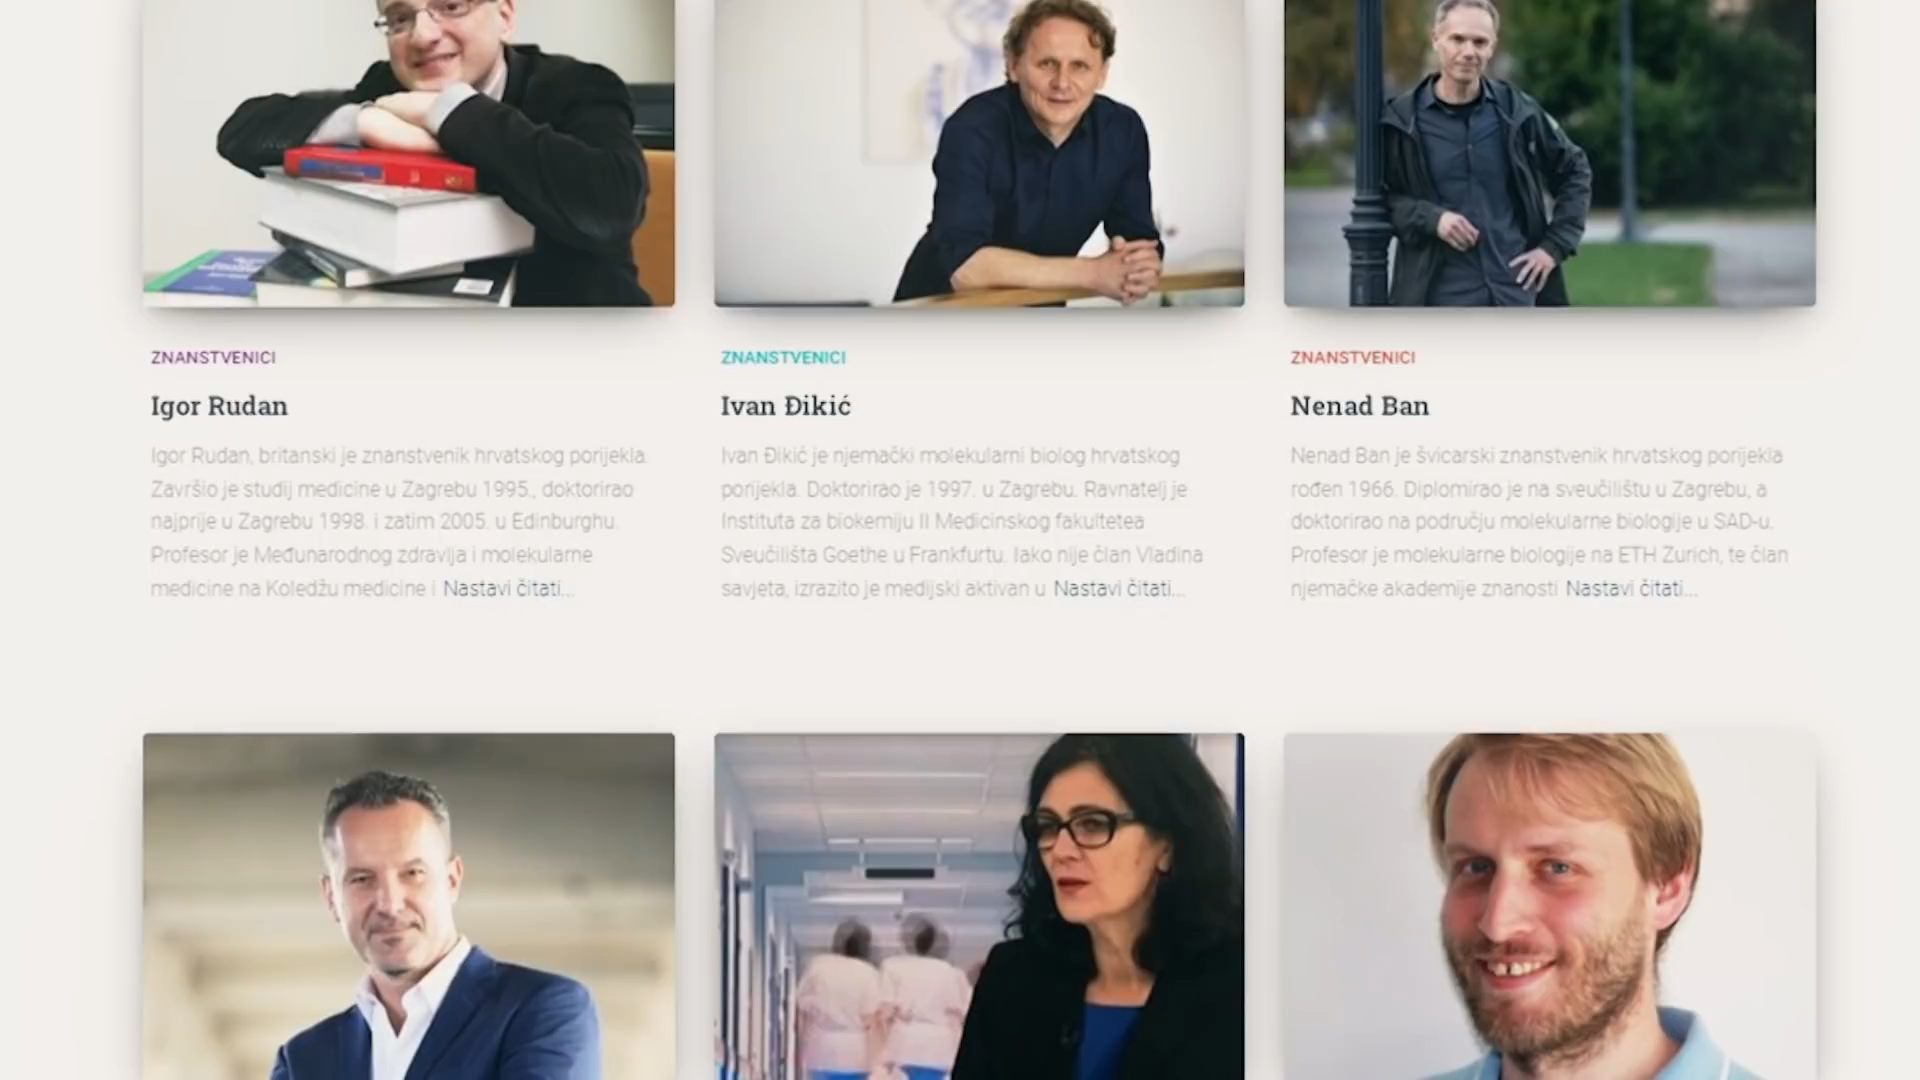 ZNANSTVENICI
Igor Rudan
Igor Rudan, britanski je znanstvenik hrvatskog porijekla.
Završio je studij medicine u Zagrebu 1995., doktorirao
najprije u Zagrebu 1998. i zatim 2005. u Edinburghu.
Profesor je Međunarodnog zdravlja i molekularne
medicine na Koledžu medicine i Nastavi čitati...
ZNANSTVENICI
Ivan Đikić
Ivan Đikić je njemački molekularni biolog hrvatskog
porijekla. Doktorirao je 1997. u Zagrebu. Ravnatelj je
Instituta za biokemiju II Medicinskog fakultetea
Sveučilišta Goethe u Frankfurtu. Iako nije član Vladina
savjeta, izrazito je medijski aktivan u Nastavi čitati...
ZNANSTVENICI
Nenad Ban
Nenad Ban je švicarski znanstvenik hrvatskog porijekla
rođen 1966. Diplomirao je na sveučilištu u Zagrebu, a
doktorirao na području molekularne biologije u SAD-u.
Profesor je molekularne biologije na ETH Zurich, te član
njemačke akademije znanosti Nastavi čitati...